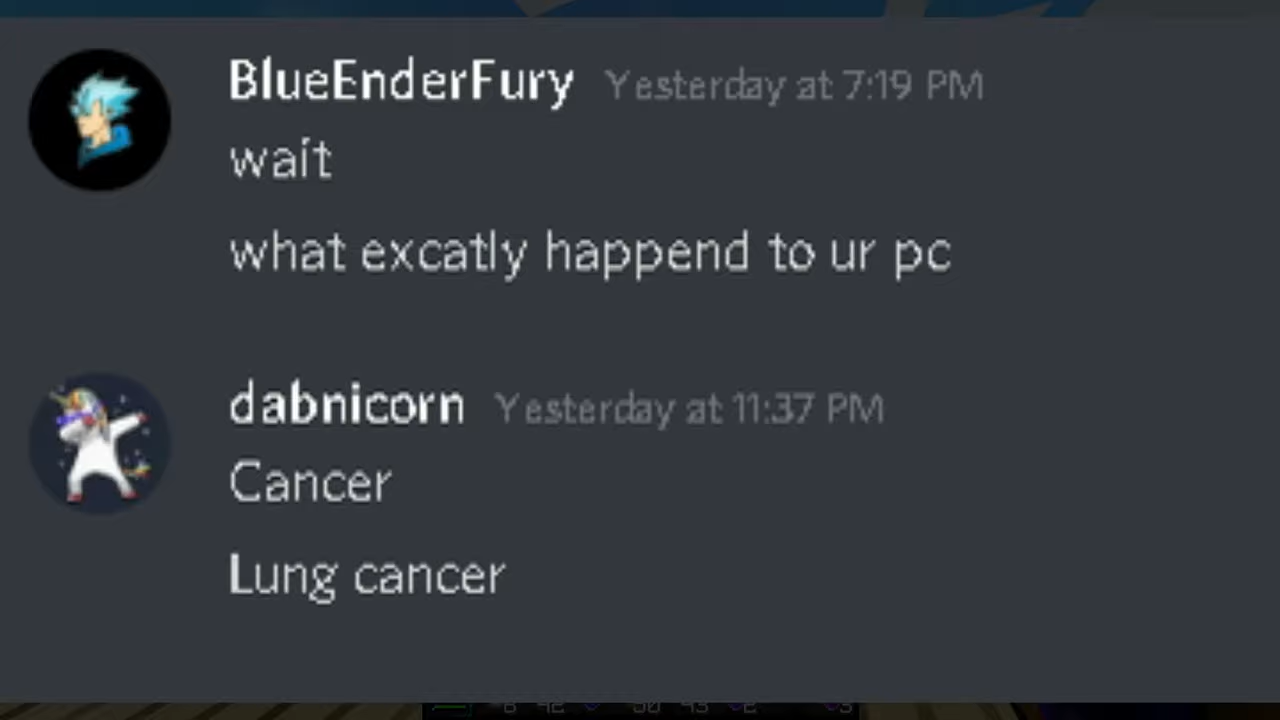 BlueEnderFury Yesterday at 7:19 PM
wait
what excatly happend to ur pc
dabnicorn Yesterday at 11:37 PM
Cancer
Lung cancer